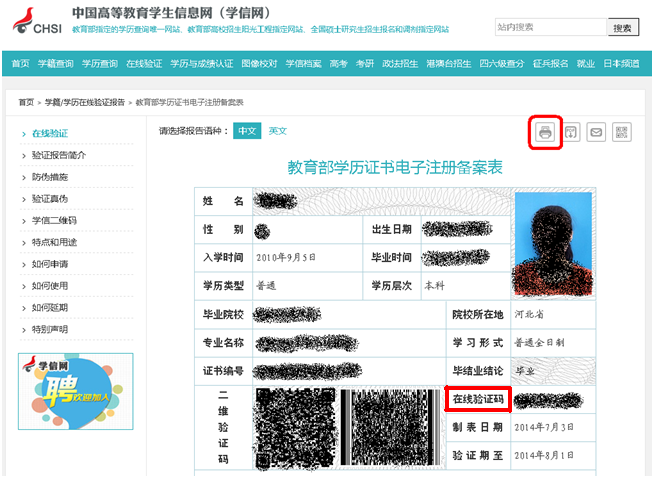 中国高等教育学生信息网（学信网）
CHSI
教育部指定的学历查询唯一网站、教育部高校招生阳光工程指定网站、全国硕士研究生招生报名和调剂指定网站
站内搜索 搜索
首页 学籍查询 学历查询 在线验证 学历与成绩认证 图像校对 学信档案 高考 考研 政法招生 港澳台招生 四六级查分 征兵报名 就业 日本频道
首页 > 学籍/学历在线验证报告 > 教育部学历证书电子注册备案表
在线验证
验证报告简介
防伪措施
验证真伪
学信二维码
特点和用途
如何申请
如何使用
如何延期
特别声明
学信网
聘
欢迎加入
请选择报告语种： 中文 英文
教育部学历证书电子注册备案表
姓 名
性 别 出生日期
入学时间 2010年9月5日 毕业时间
学历类型 普通 学历层次 本科
毕业院校 院校所在地 河北省
专业名称 学习形式 普通全日制
证书编号 毕结业结论 毕业
二维验证码 在线验证码
制表日期 2014年7月3日
验证期至 2014年8月1日